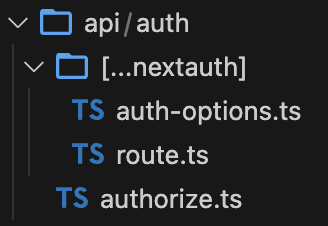 api/auth
[...nextauth]
TS auth-options.ts
TS route.ts
TS authorize.ts